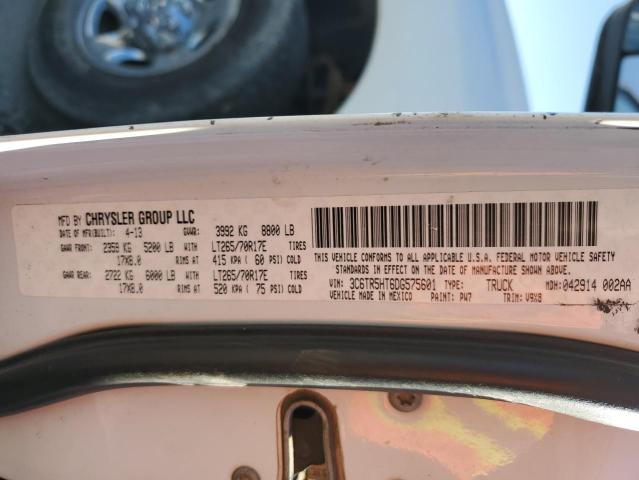 MFD BY CHRYSLER GROUP LLC
DATE OF MFR(BUILT): 4-13 GVWR: 3992 KG 8800 LB
GAWR FRONT: 2359 KG 5200 LB LT265/70R17E TIRES
17X8.0 RIMS AT 415 KPA ( 60 PSI) COLD
GAWR REAR: 2722 KG 6000 LB LT265/70R17E TIRES
17X8.0 RIMS AT 520 KPA ( 75 PSI) COLD
THIS VEHICLE CONFORMS TO ALL APPLICABLE U.S.A. FEDERAL MOTOR VEHICLE SAFETY
STANDARDS IN EFFECT ON THE DATE OF MANUFACTURE SHOWN ABOVE.
VIN: 3C6TR5HT6DG575601 TYPE: TRUCK MDH: 042914 002AA
VEHICLE MADE IN MEXICO PAINT: PW7 TRIM: V9X8